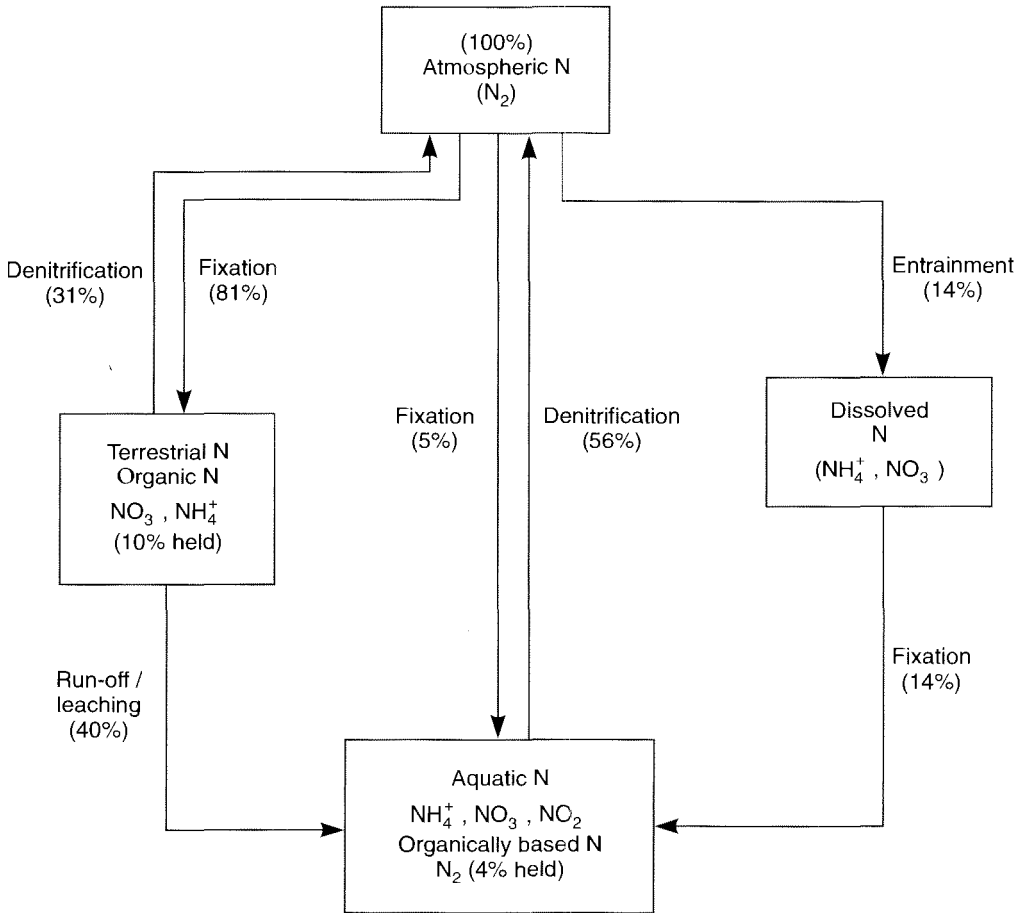 (100%)
Atmospheric N
(N₂)
Denitrification
(31%)
Fixation
(81%)
Entrainment
(14%)
Fixation
(5%)
Denitrification
(56%)
Dissolved
N
(NH₄⁺ , NO₃ )
Terrestrial N
Organic N
NO₃ , NH₄⁺
(10% held)
Run-off /
leaching
(40%)
Fixation
(14%)
Aquatic N
NH₄⁺ , NO₃ , NO₂
Organically based N
N₂ (4% held)